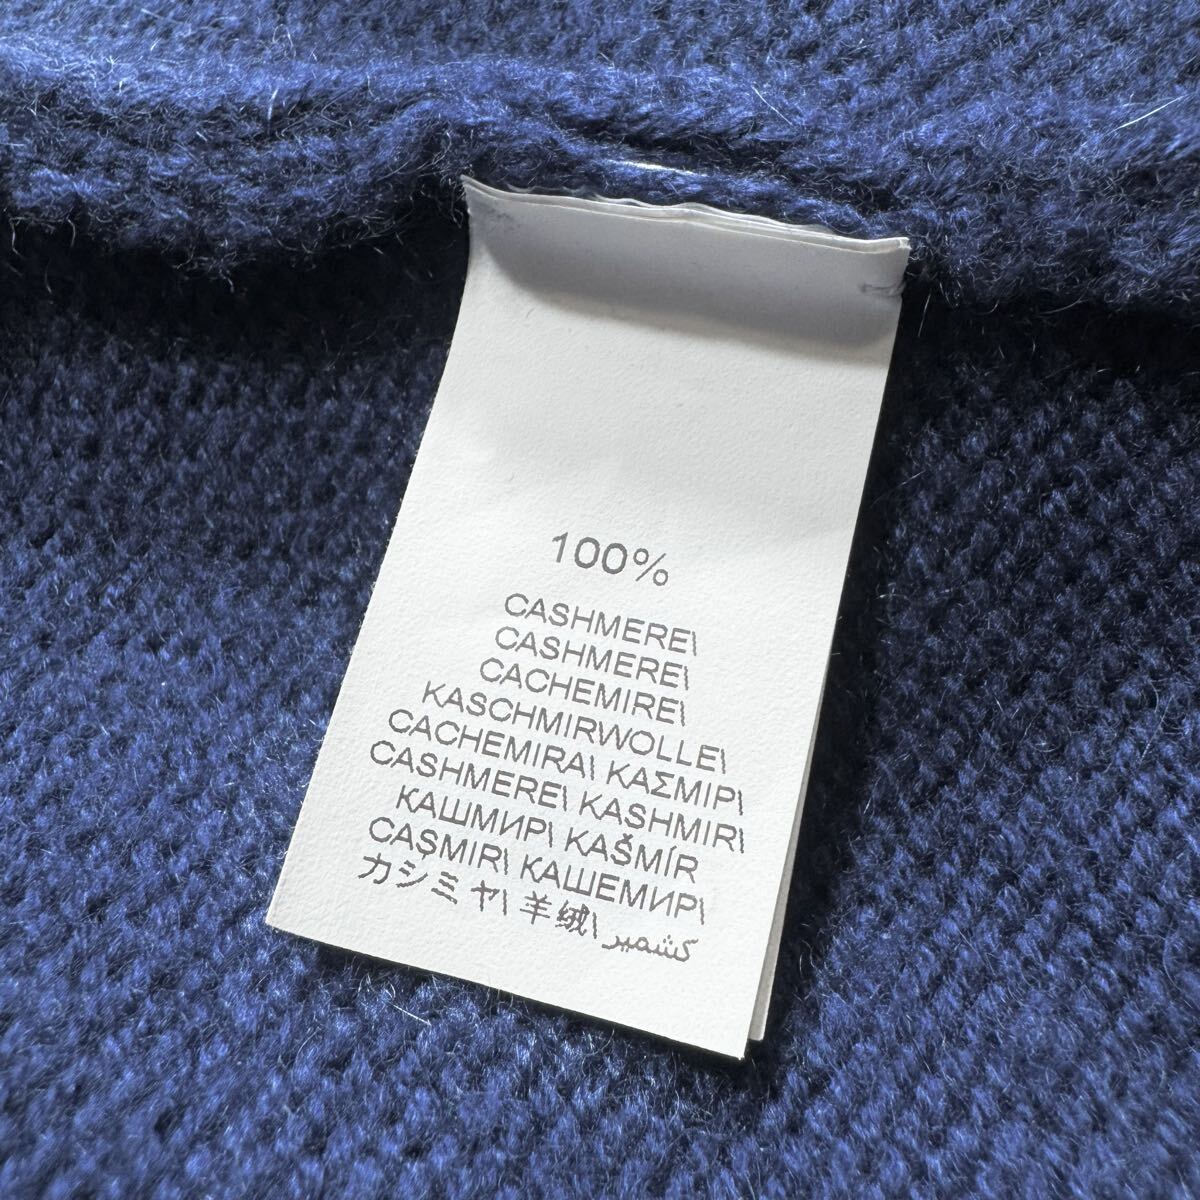 100%
CASHMERE\
CASHMERE\
CACHEMIRE\
KASCHMIRWOLLE\
CACHEMIRA\ ΚΑΣΜΙΡ\
CASHMERE\ KASHMIR\
КАШМИР\ KAŠMÍR
CAŞMIR\ КАШЕМИР\
カシミヤ\ 羊绒\ كشمير